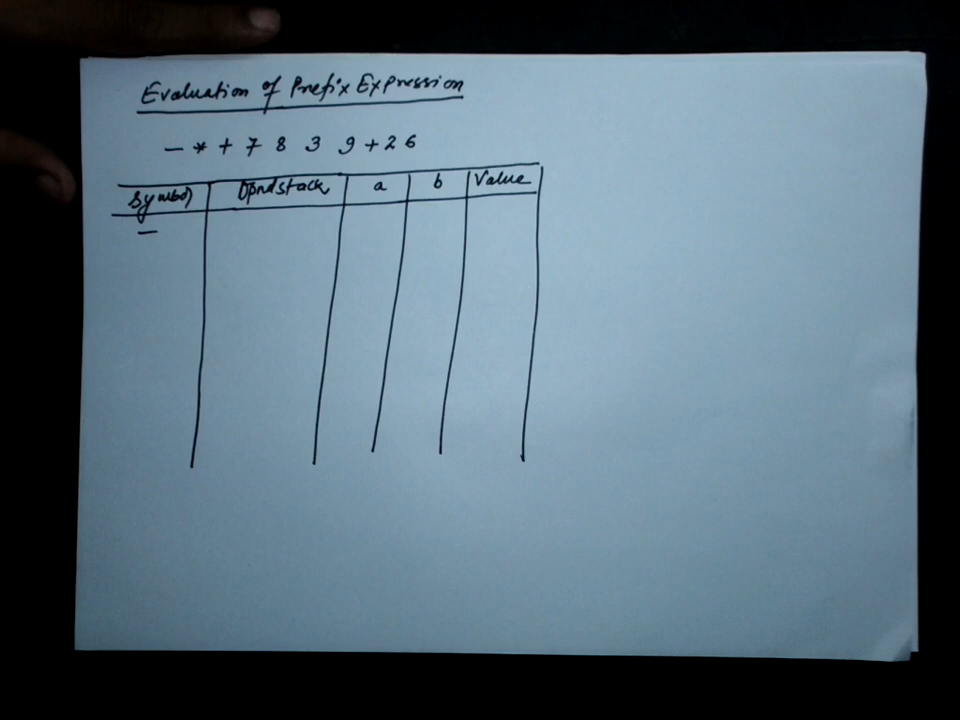 Evaluation of Prefix Expression
- * + 7 8 3 9 + 2 6
Symbol Opndstack a b Value
-